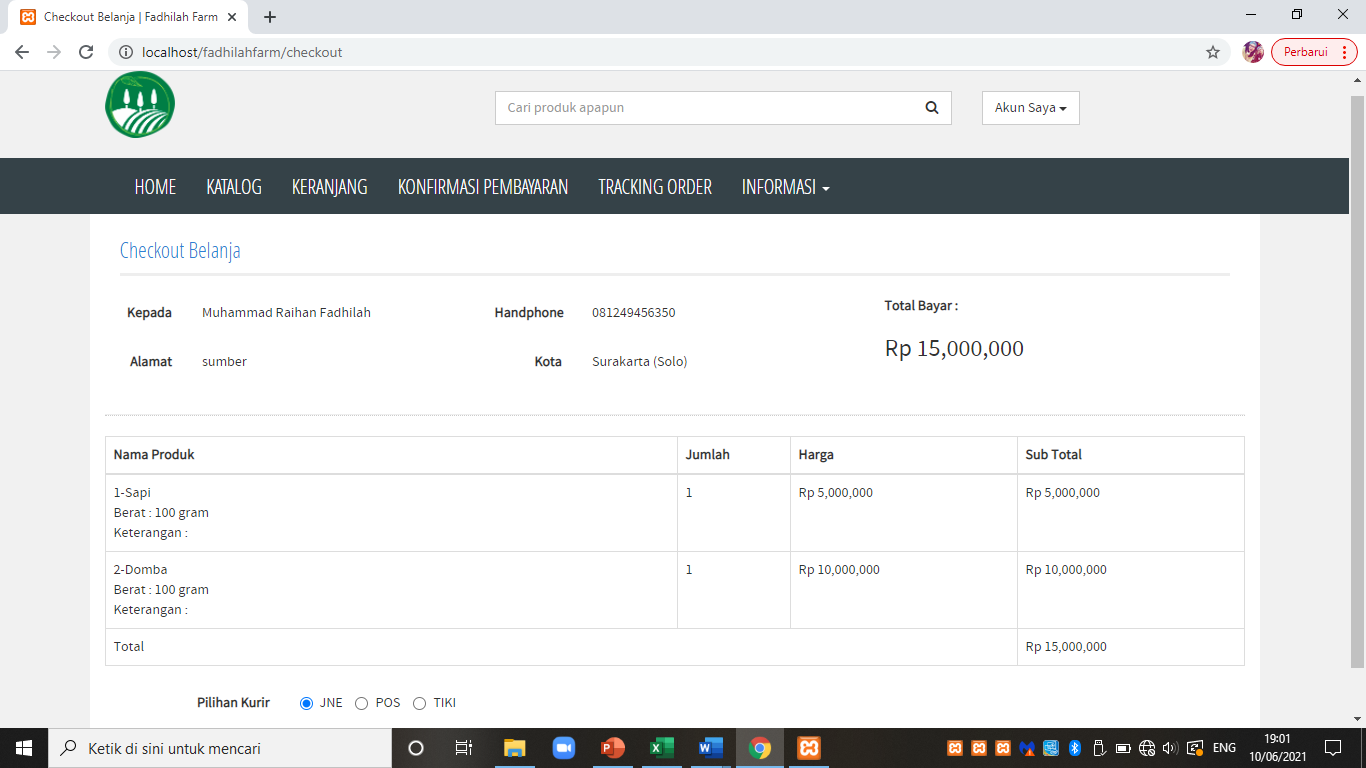 Checkout Belanja | Fadhilah Farm
localhost/fadhilahfarm/checkout
Perbarui
Cari produk apapun
Akun Saya
HOME KATALOG KERANJANG KONFIRMASI PEMBAYARAN TRACKING ORDER INFORMASI
Checkout Belanja
Kepada Muhammad Raihan Fadhilah Handphone 081249456350 Total Bayar :
Rp 15,000,000
Alamat sumber Kota Surakarta (Solo)
Nama Produk Jumlah Harga Sub Total
1-Sapi 1 Rp 5,000,000 Rp 5,000,000
Berat : 100 gram
Keterangan :
2-Domba 1 Rp 10,000,000 Rp 10,000,000
Berat : 100 gram
Keterangan :
Total Rp 15,000,000
Pilihan Kurir JNE POS TIKI
Ketik di sini untuk mencari
ENG
19:01
10/06/2021